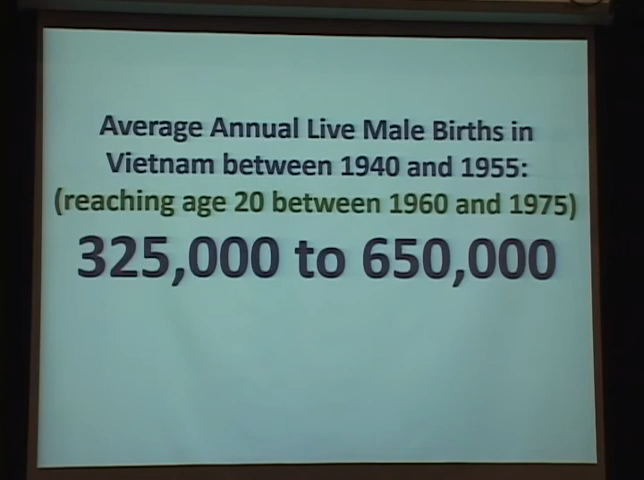 Average Annual Live Male Births in
Vietnam between 1940 and 1955:
(reaching age 20 between 1960 and 1975)
325,000 to 650,000